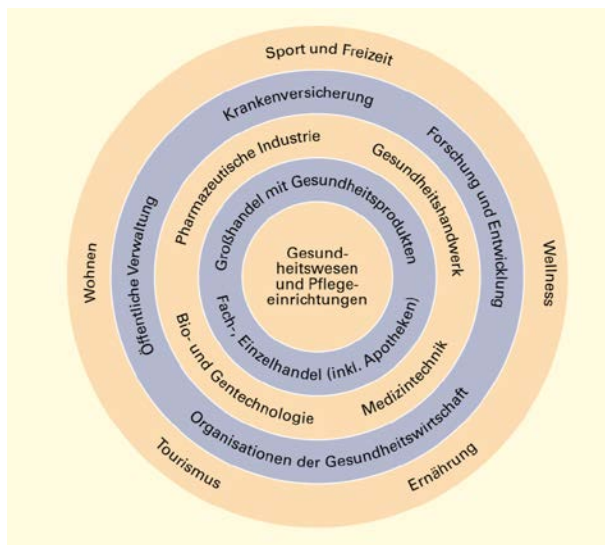 Sport und Freizeit
Krankenversicherung
Forschung und Entwicklung
Pharmazeutische Industrie
Gesundheitshandwerk
Großhandel mit Gesundheitsprodukten
Wohnen
Öffentliche Verwaltung
Gesund-
heitswesen
und Pflege-
einrichtungen
Wellness
Fach-, Einzelhandel (inkl. Apotheken)
Bio- und Gentechnologie
Medizintechnik
Organisationen der Gesundheitswirtschaft
Tourismus
Ernährung